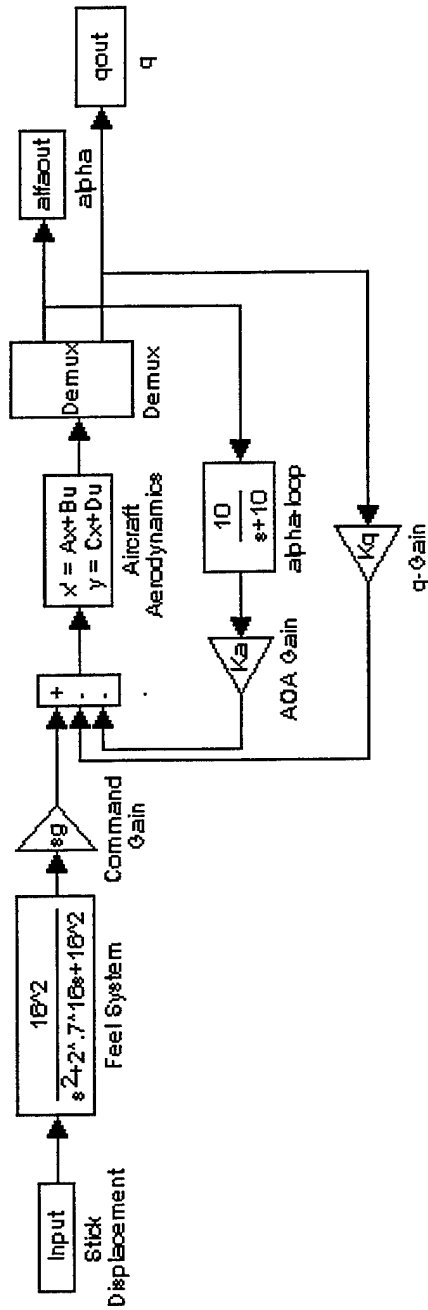 Input
Stick
Displacement
16^2
s^2+2*.7*16s+16^2
Feel System
sg
Command
Gain
+
-
-
.
x' = Ax+Bu
y = Cx+Du
Aircraft
Aerodynamics
Demux
Demux
alfaout
alpha
qout
q
10
s+10
alpha-loop
Ka
AOA Gain
Kq
q-Gain